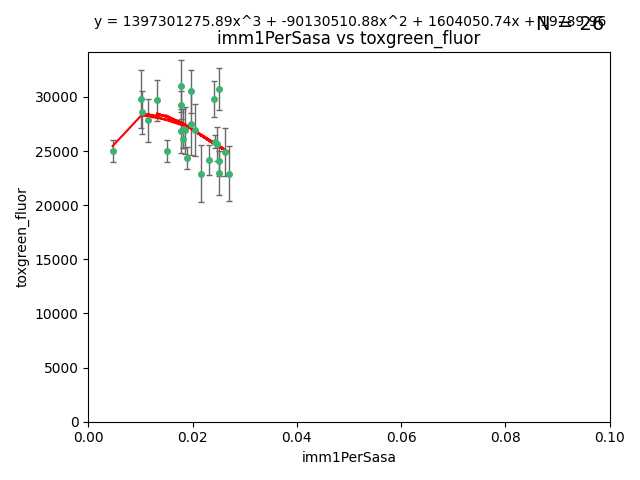 y = 1397301275.89x^3 + -90130510.88x^2 + 1604050.74x + 19789.96
N = 26
imm1PerSasa vs toxgreen_fluor
30000
25000
20000
15000
10000
5000
0
toxgreen_fluor
0.00 0.02 0.04 0.06 0.08 0.10
imm1PerSasa